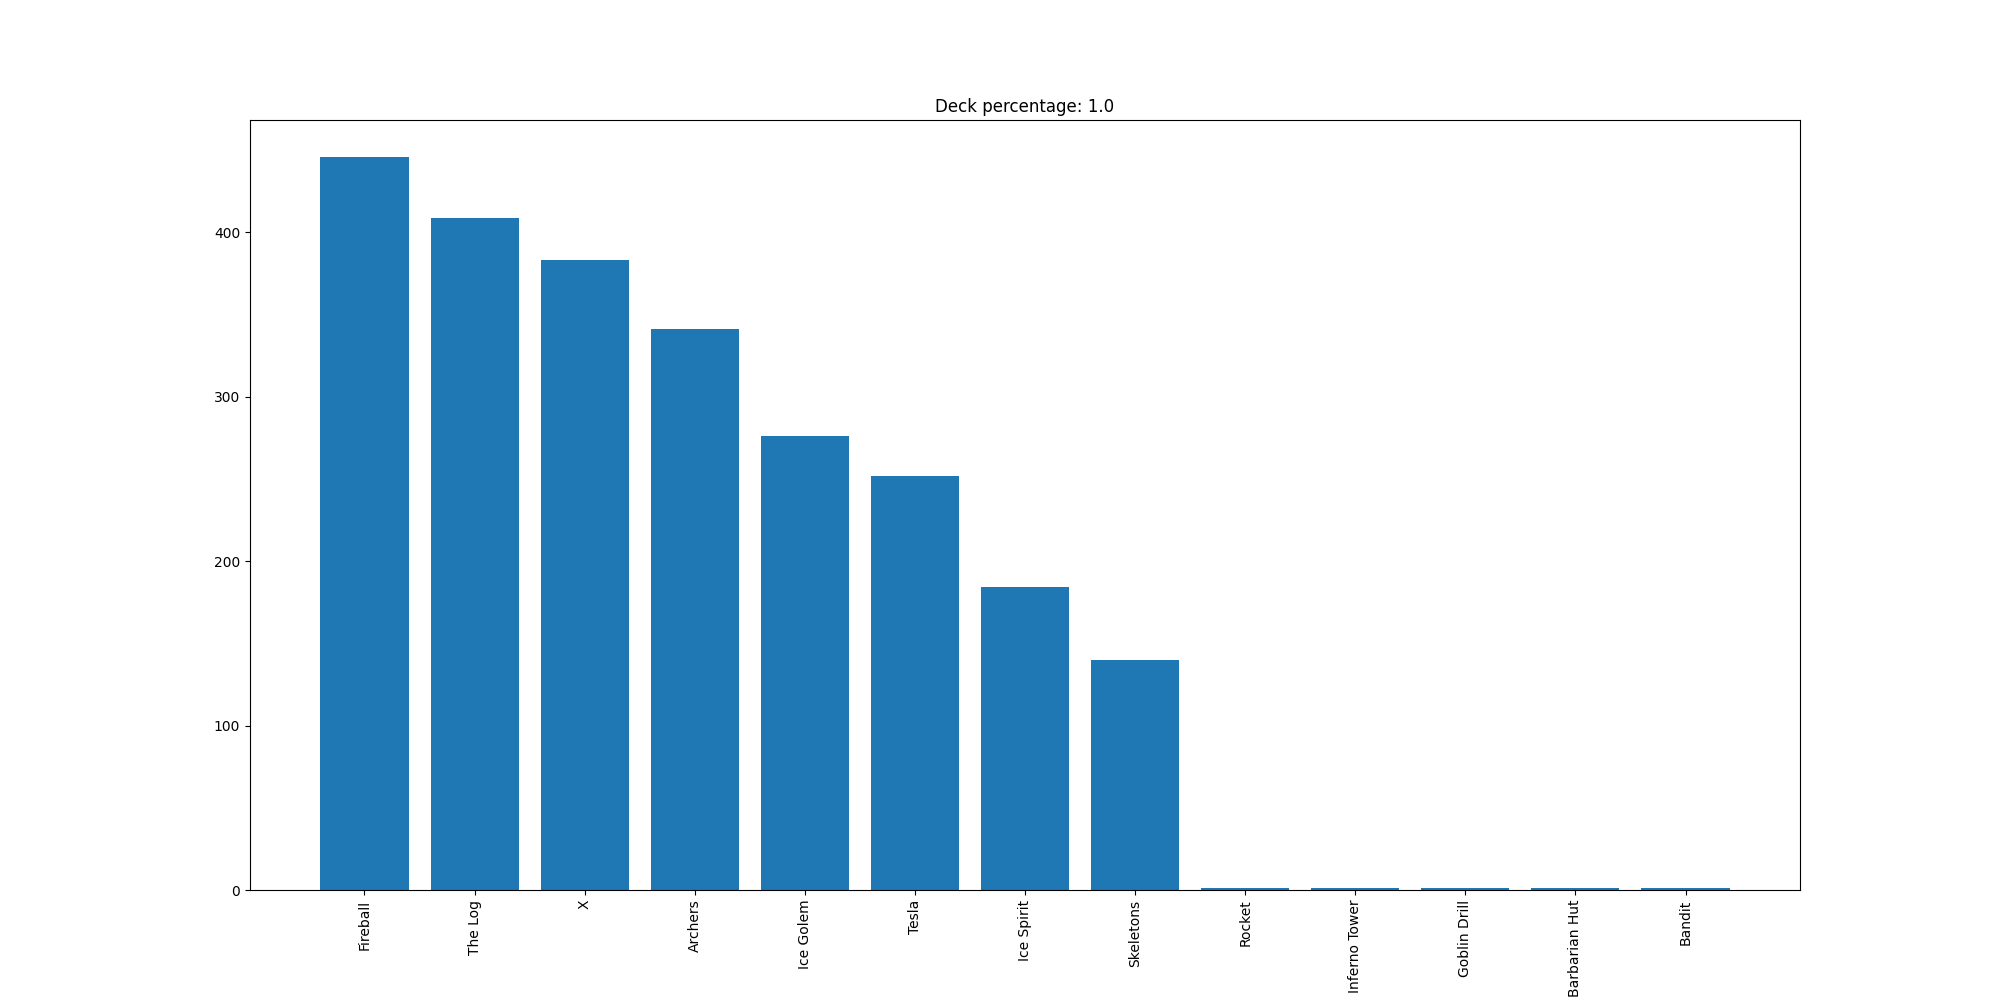 Deck percentage: 1.0
400
300
200
100
0
Fireball
The Log
X
Archers
Ice Golem
Tesla
Ice Spirit
Skeletons
Rocket
Inferno Tower
Goblin Drill
Barbarian Hut
Bandit